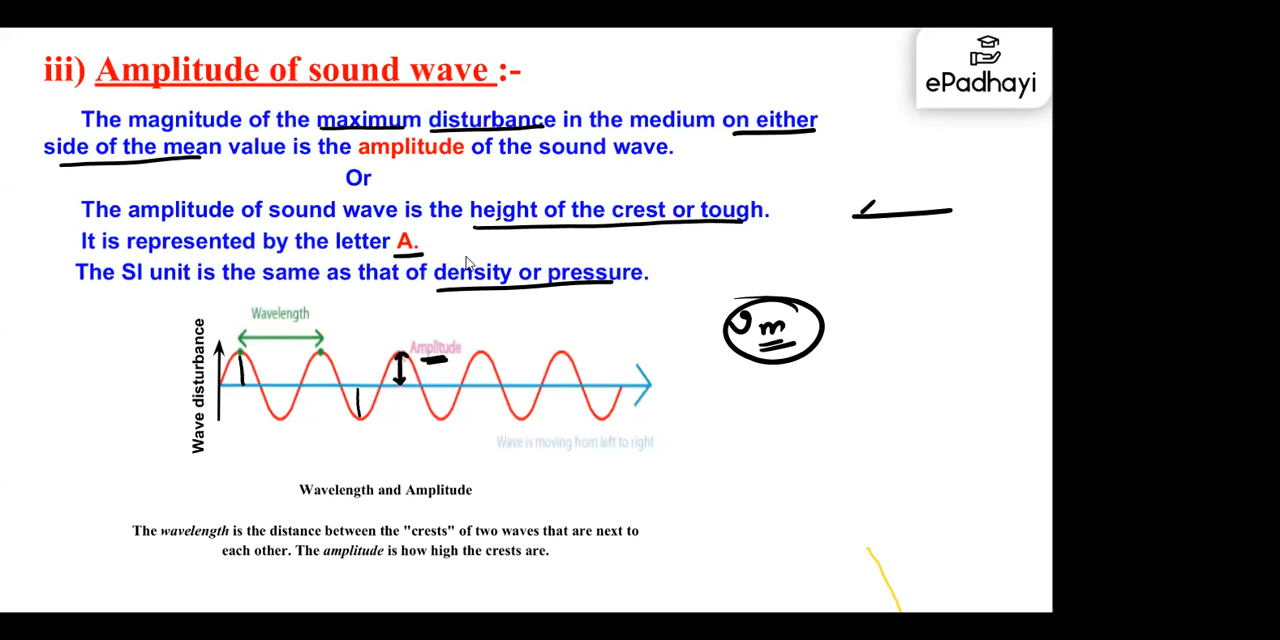 iii) Amplitude of sound wave :-
ePadhayi
The magnitude of the maximum disturbance in the medium on either
side of the mean value is the amplitude of the sound wave.
Or
The amplitude of sound wave is the height of the crest or tough.
It is represented by the letter A.
The SI unit is the same as that of density or pressure.
Wavelength
Amplitude
m
Wave disturbance
Wave is moving from left to right
Wavelength and Amplitude
The wavelength is the distance between the "crests" of two waves that are next to
each other. The amplitude is how high the crests are.